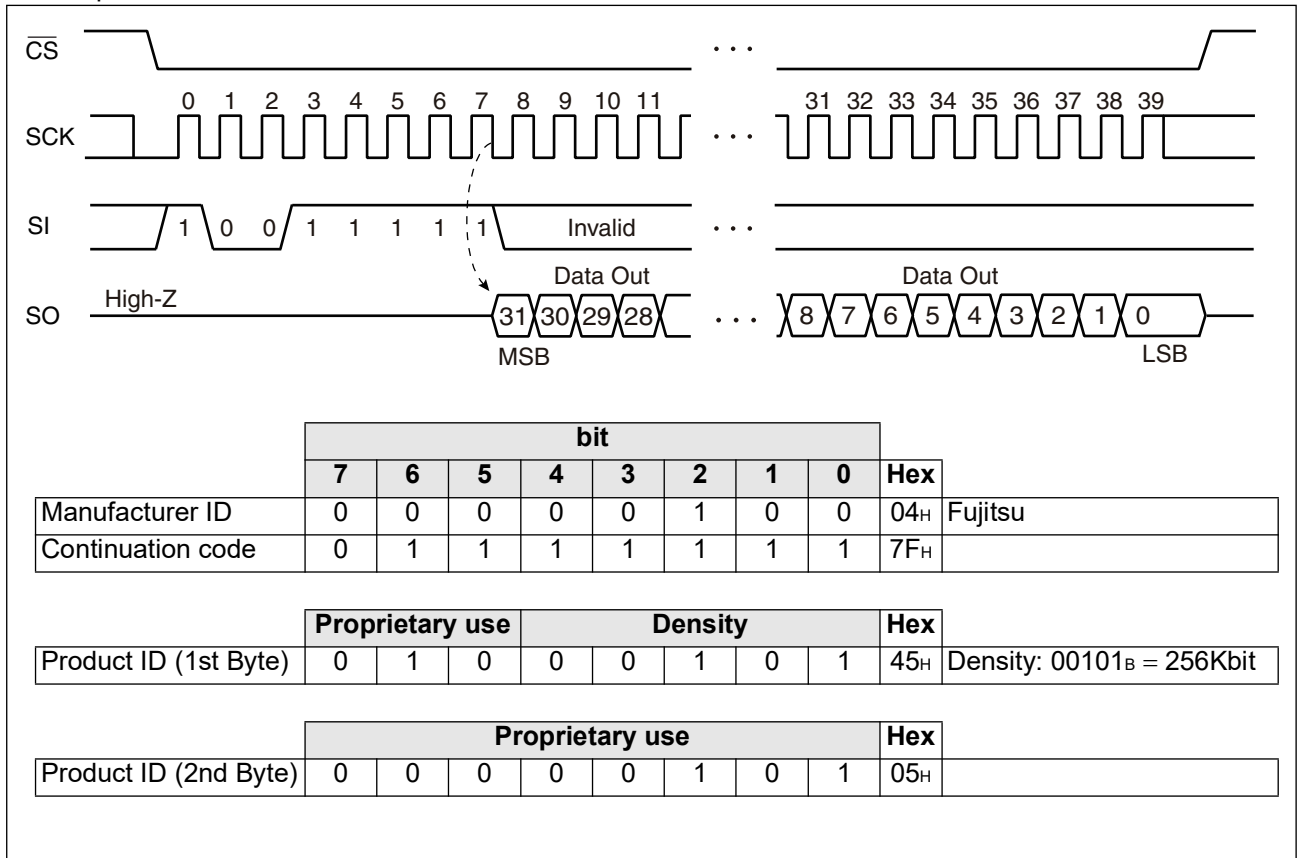 CS
· · ·
0 1 2 3 4 5 6 7 8 9 10 11 31 32 33 34 35 36 37 38 39
SCK · · ·
SI 1 0 0 1 1 1 1 1 Invalid · · ·
Data Out Data Out
High-Z
SO 31 30 29 28 · · · 8 7 6 5 4 3 2 1 0
MSB LSB
bit
7 6 5 4 3 2 1 0 Hex
Manufacturer ID 0 0 0 0 0 1 0 0 04H Fujitsu
Continuation code 0 1 1 1 1 1 1 1 7FH
Proprietary use Density Hex
Product ID (1st Byte) 0 1 0 0 0 1 0 1 45H Density: 00101B = 256Kbit
Proprietary use Hex
Product ID (2nd Byte) 0 0 0 0 0 1 0 1 05H